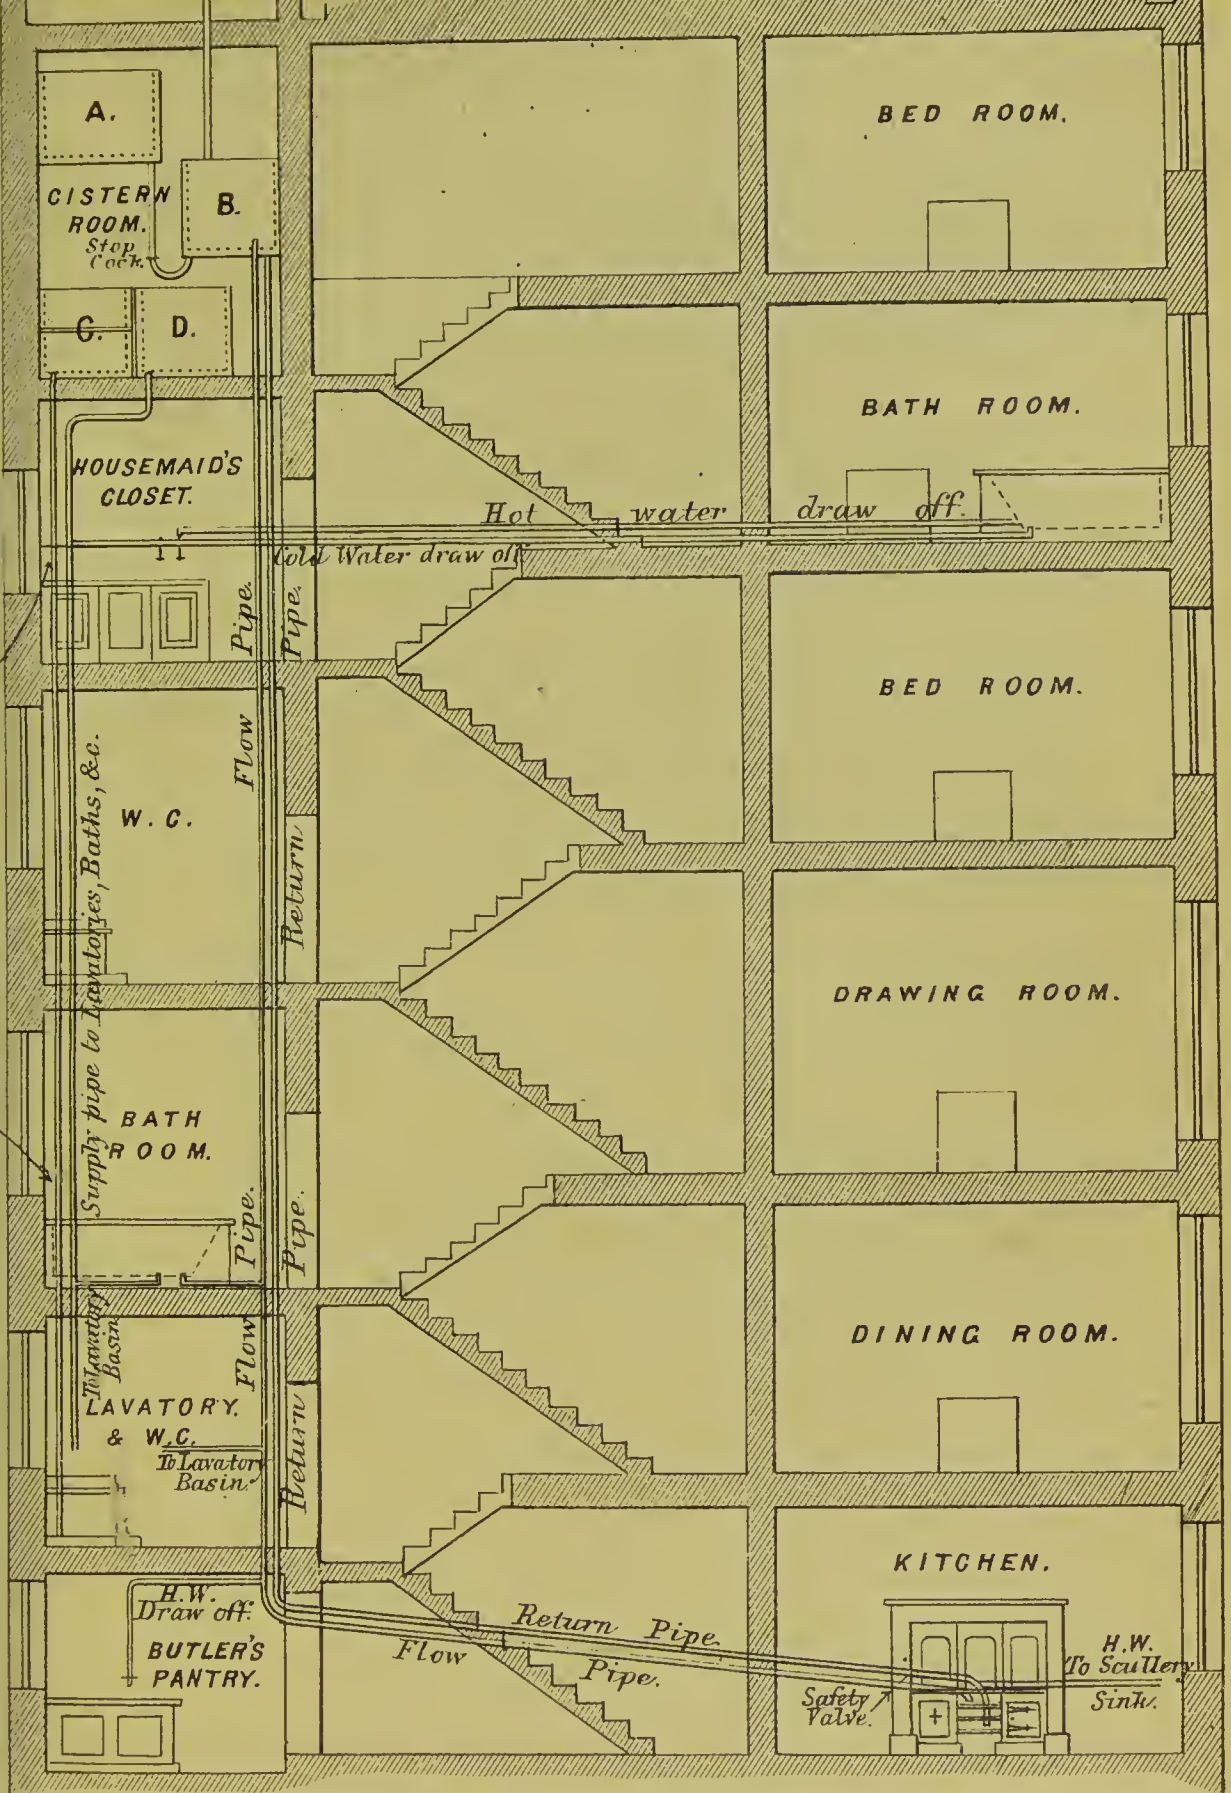 A.
BED ROOM.
CISTERN
ROOM.
Stop
Cock.
B.
C.
D.
BATH ROOM.
HOUSEMAID'S
CLOSET.
Hot water draw off.
Cold Water draw off.
Pipe.
Pipe.
BED ROOM.
Flow
Supply pipe to Lavatories, Baths, &c.
W.C.
Return
DRAWING ROOM.
BATH
ROOM.
Pipe.
Pipe.
To Lavatory
Basin
Flow
DINING ROOM.
LAVATORY.
& W.C.
To Lavatory
Basin.
Return
KITCHEN.
H.W.
Draw off.
BUTLER'S
PANTRY.
Return Pipe
Flow Pipe.
Safety
Valve.
H.W.
To Scullery
Sink.